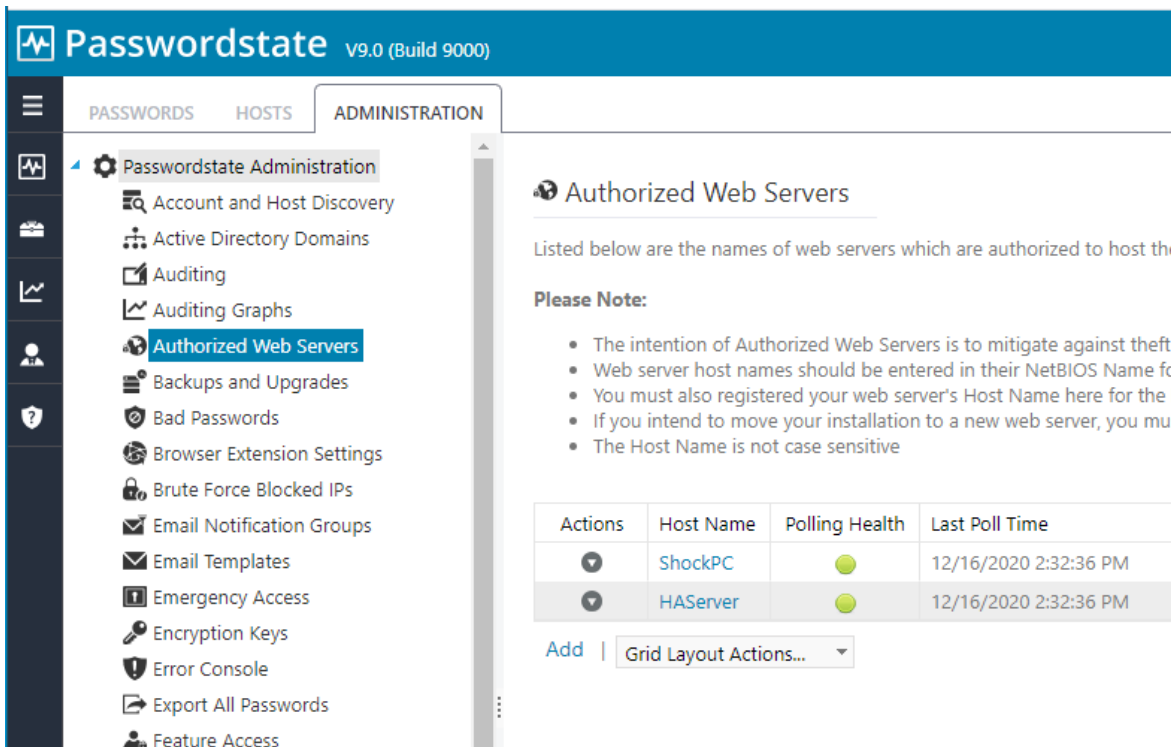 Passwordstate V9.0 (Build 9000)
PASSWORDS HOSTS ADMINISTRATION
Passwordstate Administration
Account and Host Discovery
Active Directory Domains
Auditing
Auditing Graphs
Authorized Web Servers
Backups and Upgrades
Bad Passwords
Browser Extension Settings
Brute Force Blocked IPs
Email Notification Groups
Email Templates
Emergency Access
Encryption Keys
Error Console
Export All Passwords
Feature Access
Authorized Web Servers
Listed below are the names of web servers which are authorized to host the
Please Note:
The intention of Authorized Web Servers is to mitigate against theft
Web server host names should be entered in their NetBIOS Name fo
You must also registered your web server's Host Name here for the
If you intend to move your installation to a new web server, you mu
The Host Name is not case sensitive
Actions Host Name Polling Health Last Poll Time
ShockPC 12/16/2020 2:32:36 PM
HAServer 12/16/2020 2:32:36 PM
Add | Grid Layout Actions...